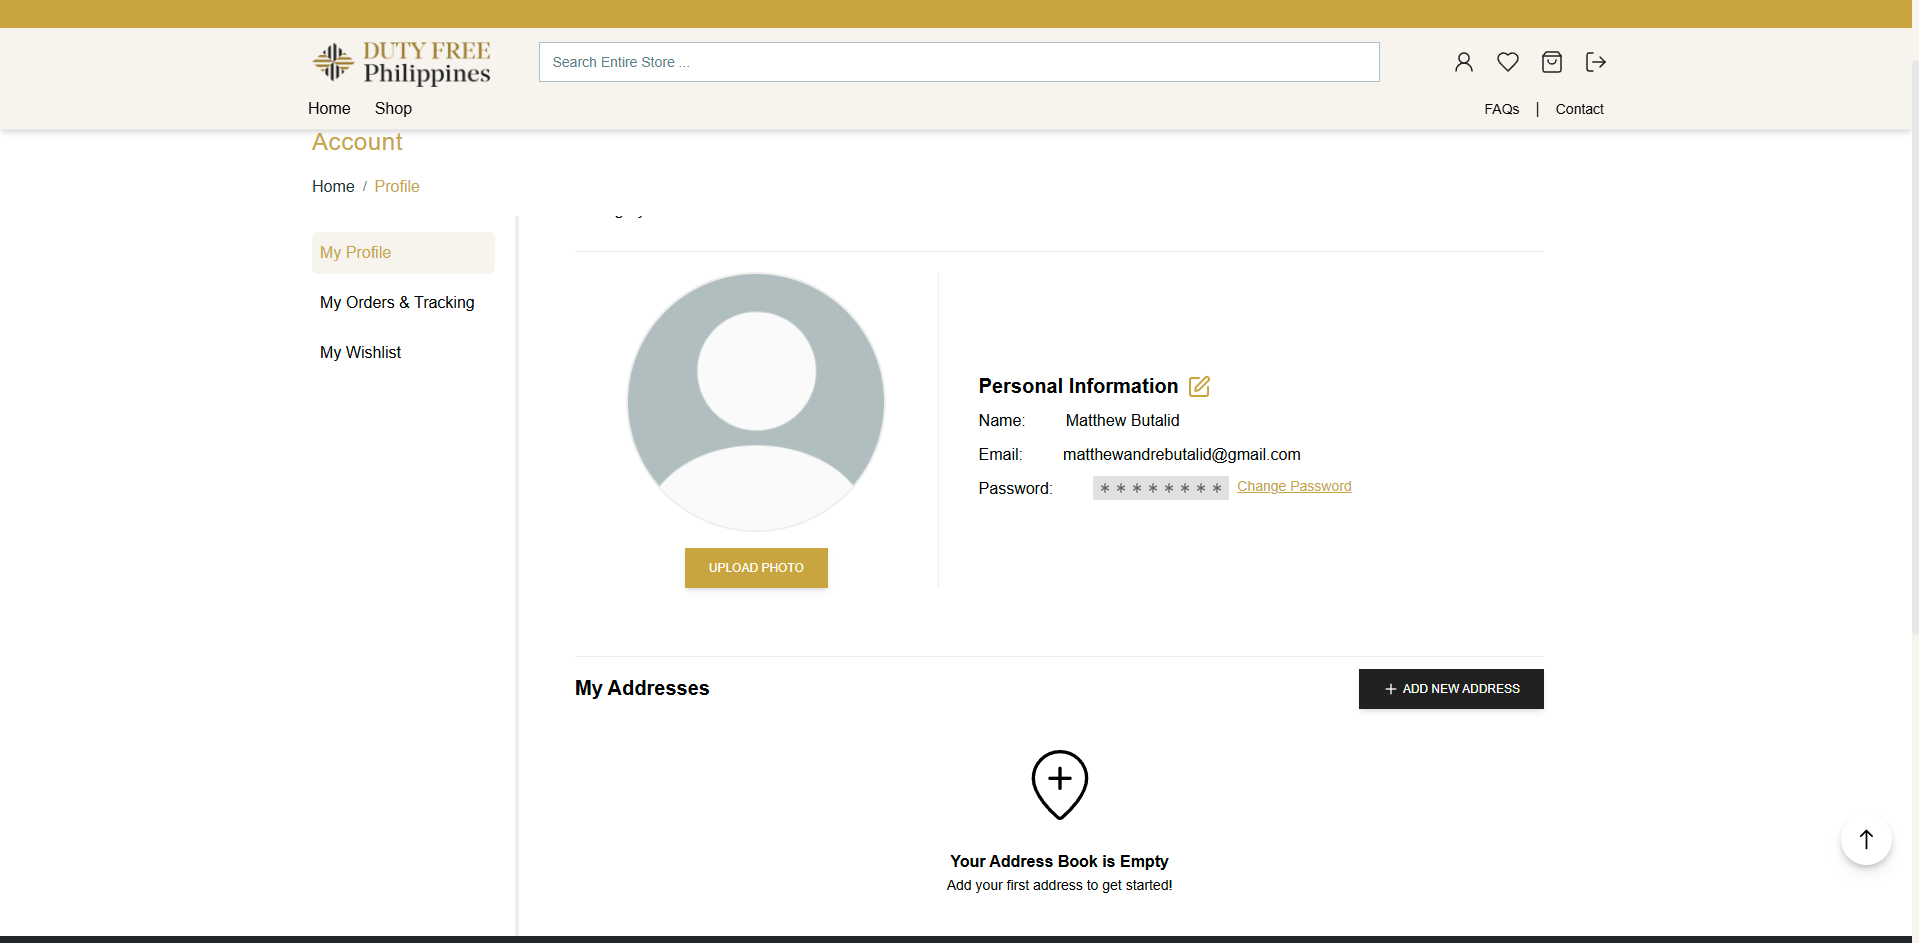 DUTY FREE
Philippines
Search Entire Store ...
Home Shop
FAQs | Contact
Account
Home / Profile
My Profile
My Orders & Tracking
My Wishlist
Personal Information
Name: Matthew Butalid
Email: matthewandrebutalid@gmail.com
Password: ******** Change Password
UPLOAD PHOTO
My Addresses
+ ADD NEW ADDRESS
Your Address Book is Empty
Add your first address to get started!